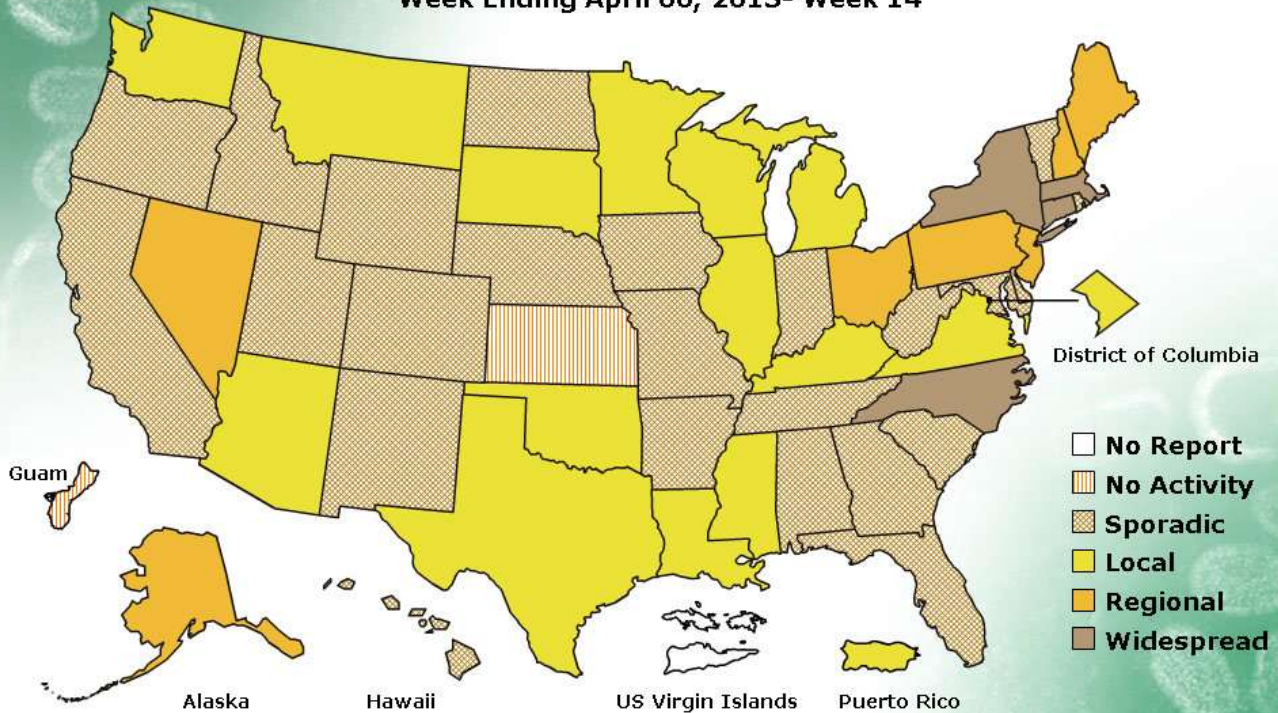 Week Ending April 06, 2013- Week 14
District of Columbia
Guam
No Report
No Activity
Sporadic
Local
Regional
Widespread
Alaska
Hawaii
US Virgin Islands
Puerto Rico